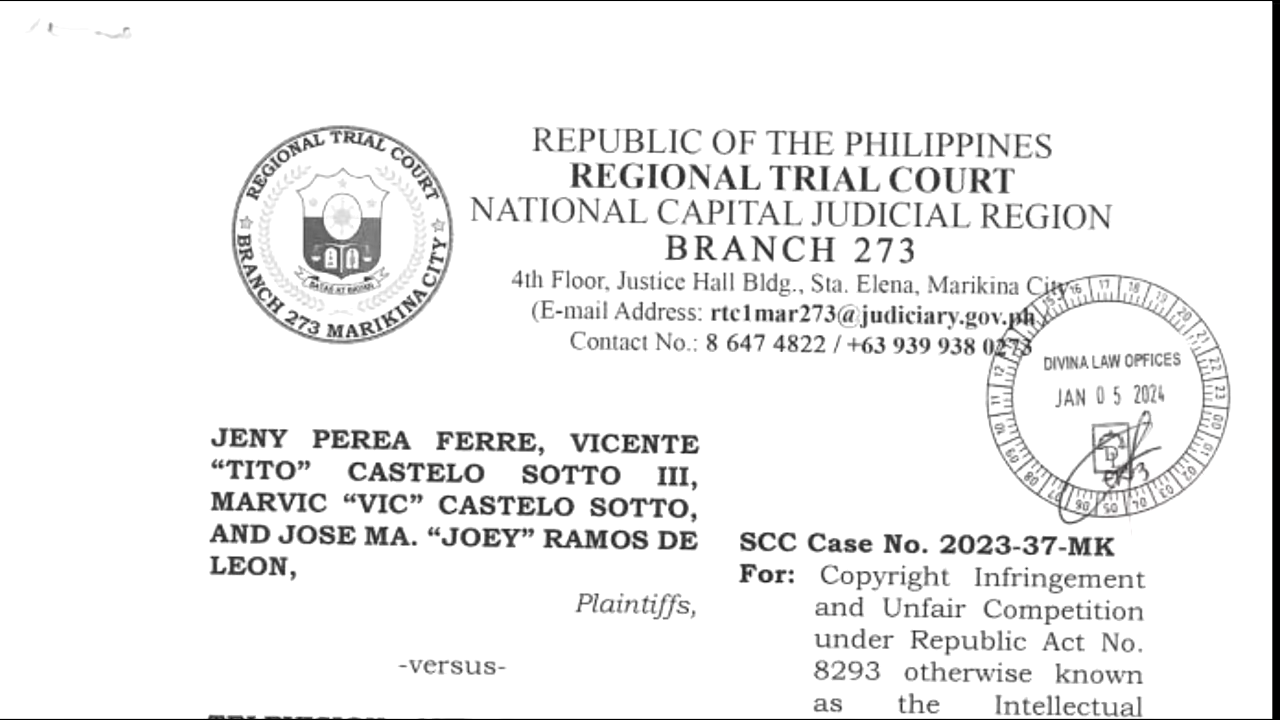 REGIONAL TRIAL COURT
BRANCH 273 MARIKINA CITY
BATAS AT BAYAN
REPUBLIC OF THE PHILIPPINES
REGIONAL TRIAL COURT
NATIONAL CAPITAL JUDICIAL REGION
BRANCH 273
4th Floor, Justice Hall Bldg., Sta. Elena, Marikina City
(E-mail Address: rtc1mar273@judiciary.gov.ph)
Contact No.: 8 647 4822 / +63 939 938 0273
DIVINA LAW OFFICES
JAN 05 2024
JENY PEREA FERRE, VICENTE
“TITO” CASTELO SOTTO III,
MARVIC “VIC” CASTELO SOTTO,
AND JOSE MA. “JOEY” RAMOS DE
LEON,
Plaintiffs,
-versus-
SCC Case No. 2023-37-MK
For: Copyright Infringement
and Unfair Competition
under Republic Act No.
8293 otherwise known
as the Intellectual